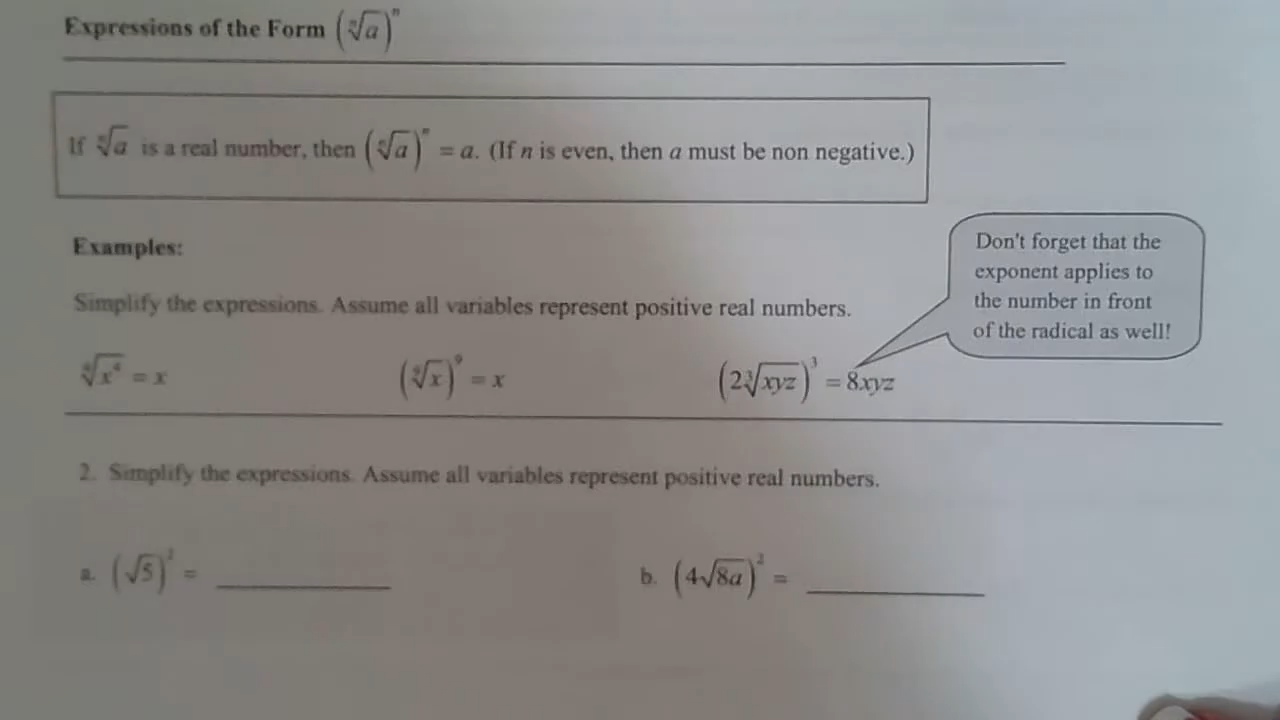 Expressions of the Form (ⁿ√a)ⁿ
If ⁿ√a is a real number, then (ⁿ√a)ⁿ = a. (If n is even, then a must be non negative.)
Examples:
Don't forget that the
exponent applies to
the number in front
of the radical as well!
Simplify the expressions. Assume all variables represent positive real numbers.
⁴√x⁴ = x (⁹√x)⁹ = x (2∛xyz)³ = 8xyz
2. Simplify the expressions. Assume all variables represent positive real numbers.
a. (√5)² = ____________ b. (4√8a)² = ____________